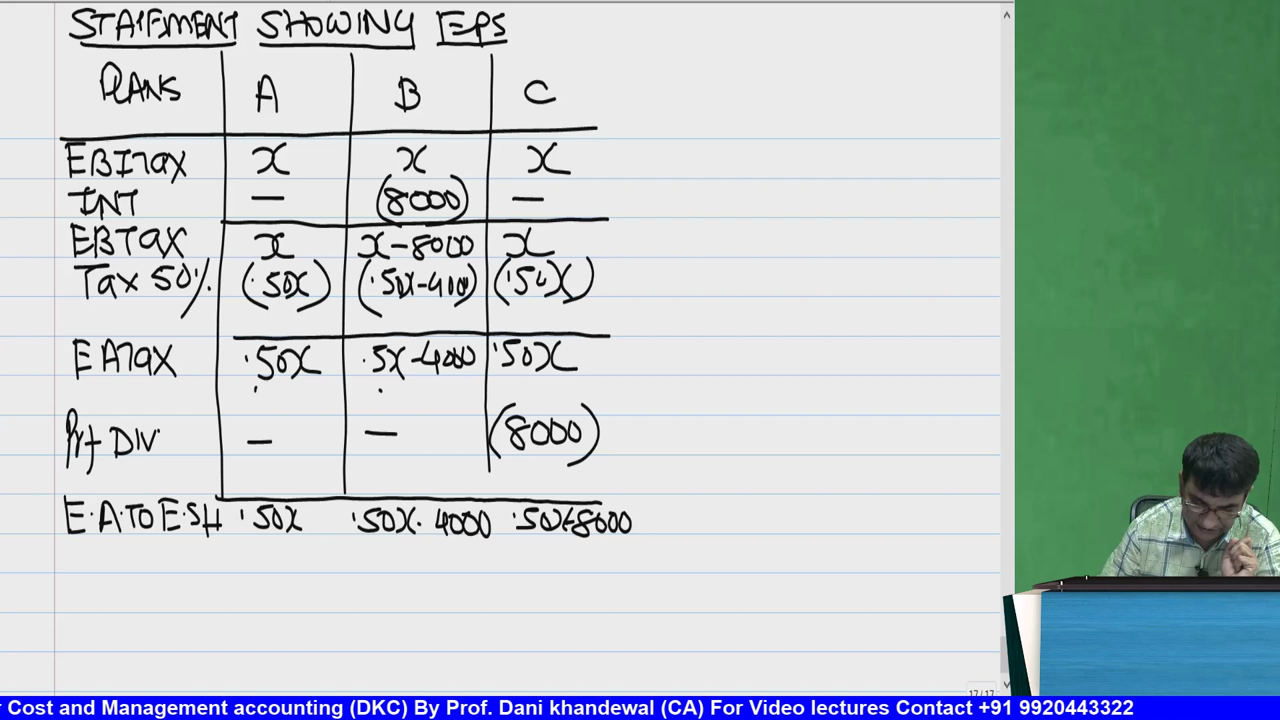 STATEMENT SHOWING EPS
PLANS A B C
EBITax x x x
INT — (8000) —
EBTax x x-8000 x
Tax 50% (.50x) (.50x-4000) (.50x)
EATax .50x .5x-4000 .50x
Prf DIV — — (8000)
E.A.TO E.SH .50x .50x-4000 .50x-8000
17/17
r Cost and Management accounting (DKC) By Prof. Dani khandewal (CA) For Video lectures Contact +91 9920443322